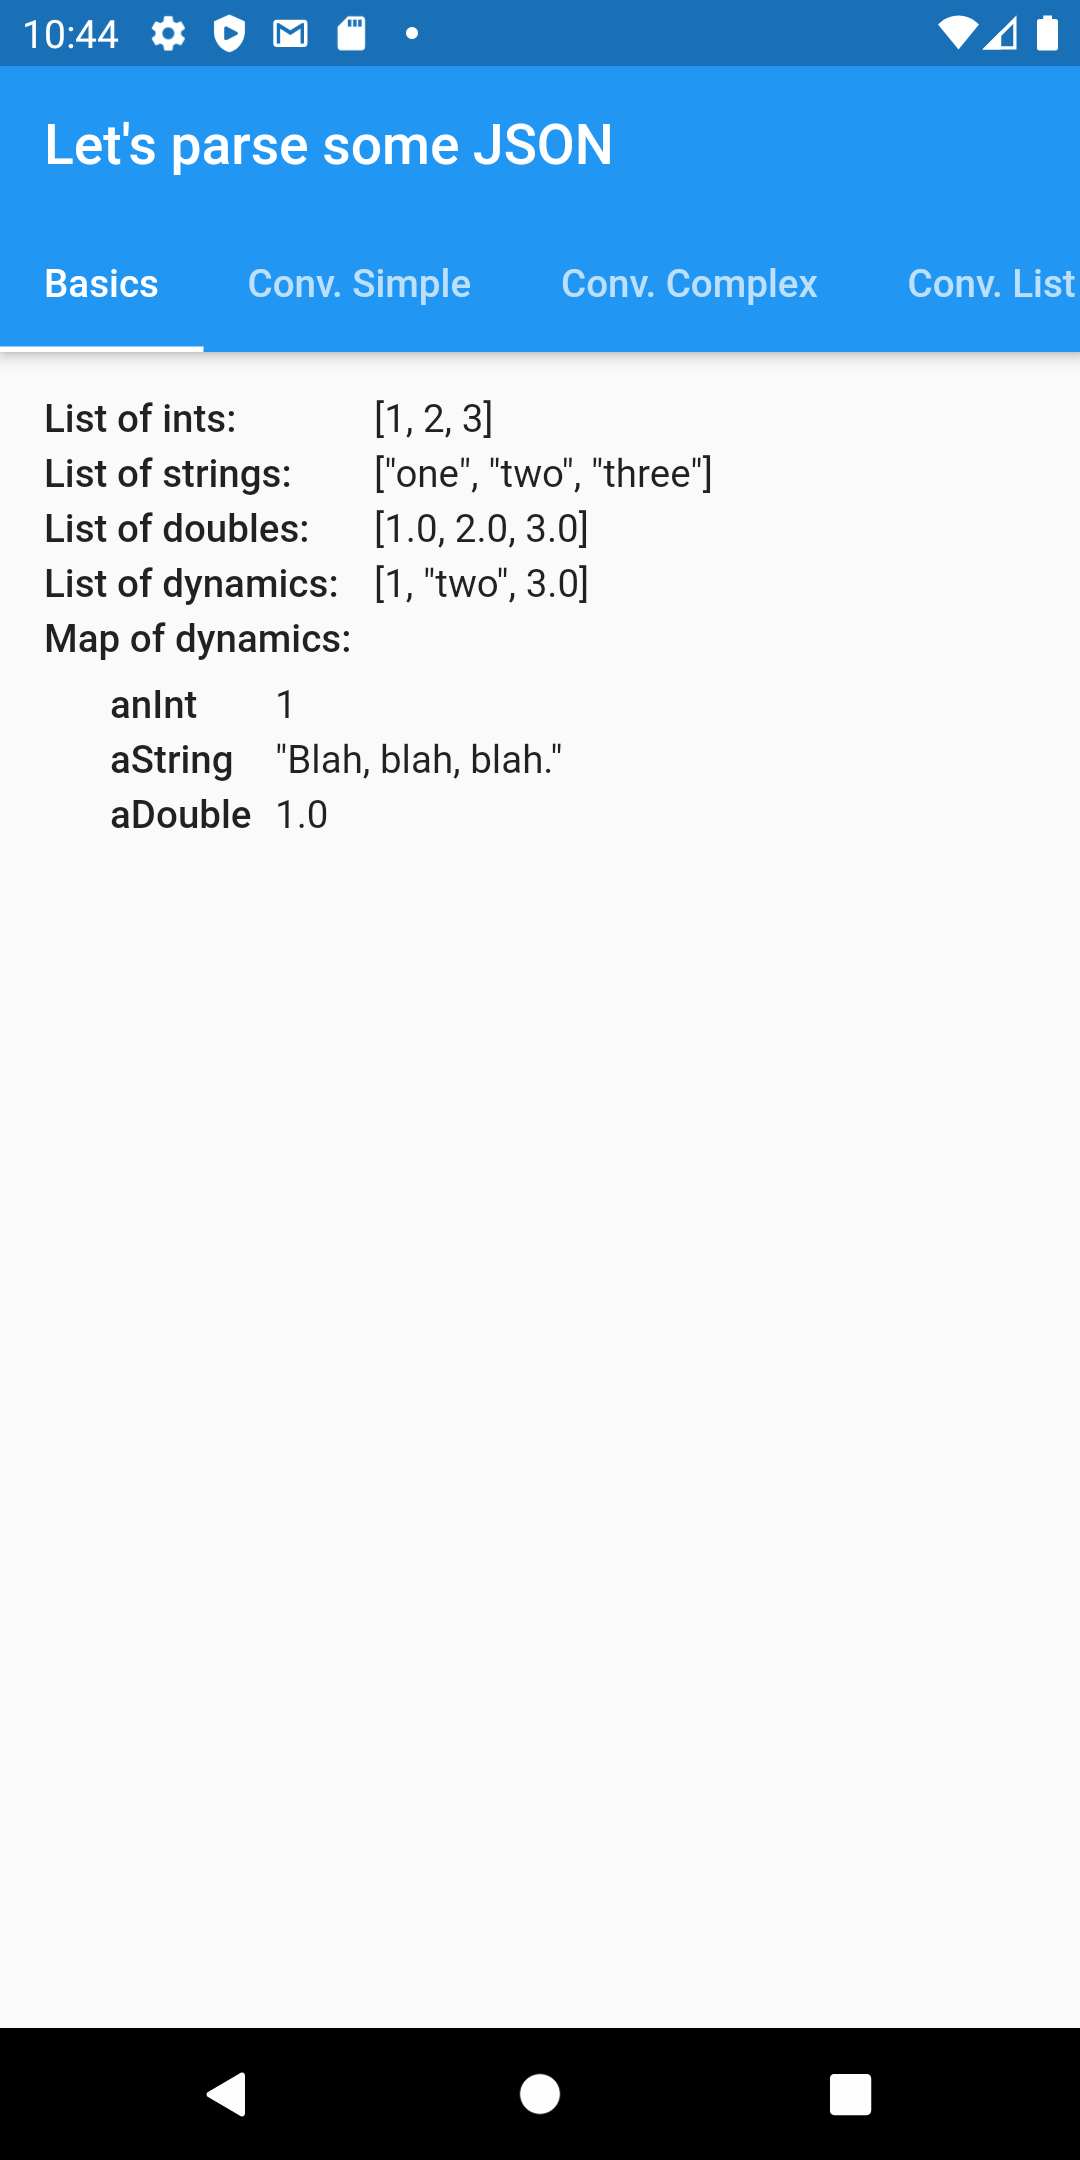 10:44
Let's parse some JSON
Basics Conv. Simple Conv. Complex Conv. List
List of ints: [1, 2, 3]
List of strings: ["one", "two", "three"]
List of doubles: [1.0, 2.0, 3.0]
List of dynamics: [1, "two", 3.0]
Map of dynamics:
anInt 1
aString "Blah, blah, blah."
aDouble 1.0